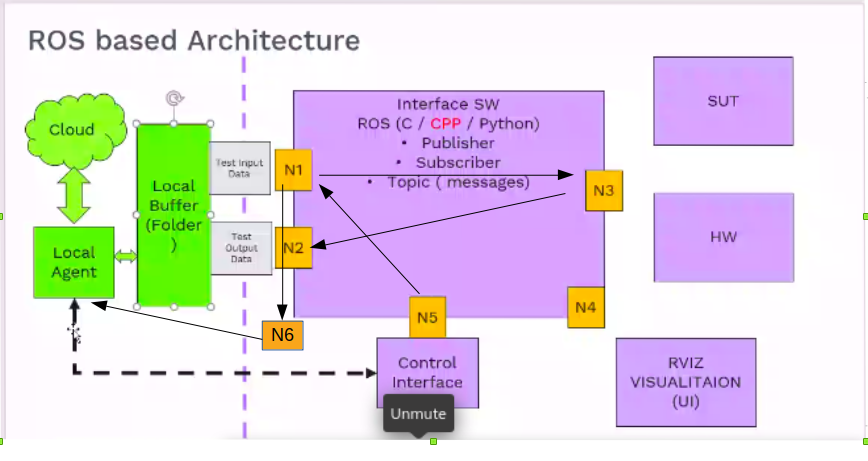 ROS based Architecture
Cloud
Local
Buffer
(Folder
)
Local
Agent
Test Input
Data
Test
Output
Data
N1
N2
N6
Interface SW
ROS (C / CPP / Python)
• Publisher
• Subscriber
• Topic ( messages)
N3
N4
N5
Control
Interface
Unmute
SUT
HW
RVIZ
VISUALITAION
(UI)